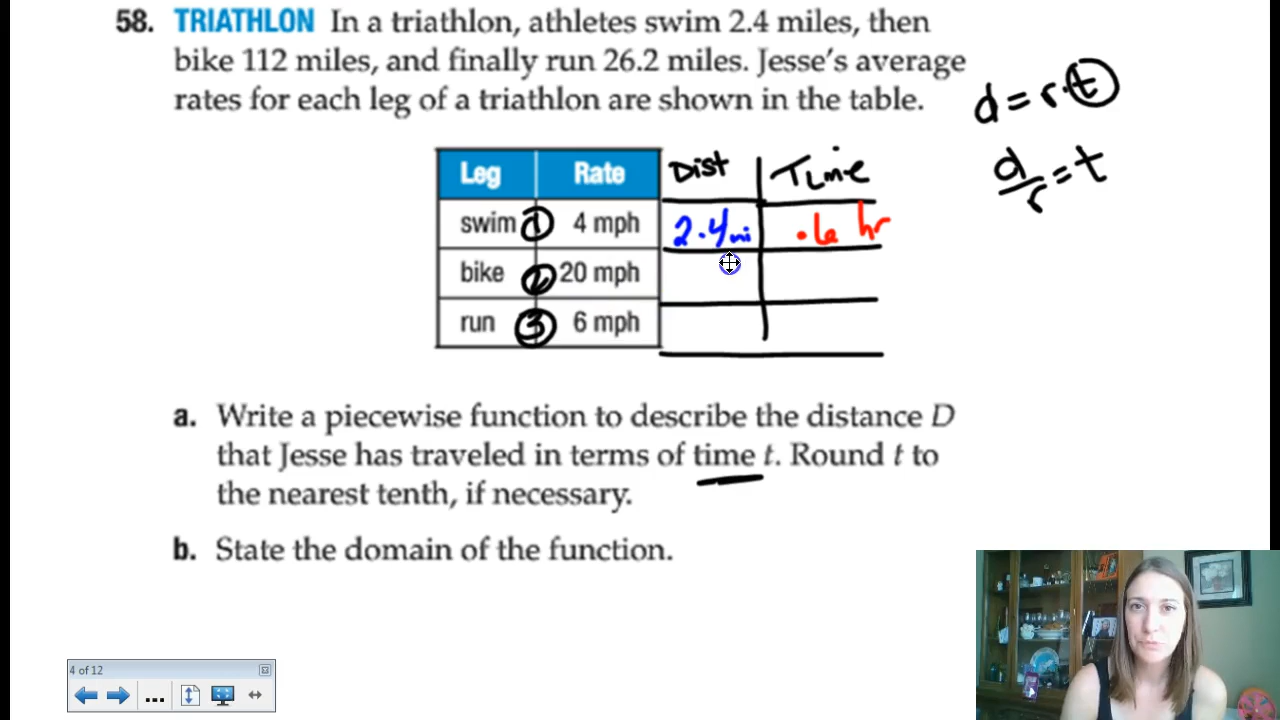 58. TRIATHLON In a triathlon, athletes swim 2.4 miles, then
bike 112 miles, and finally run 26.2 miles. Jesse's average
rates for each leg of a triathlon are shown in the table.
d = r·t
d/r = t
Leg Rate Dist Time
swim 1 4 mph 2.4 mi .6 hr
bike 2 20 mph
run 3 6 mph
a. Write a piecewise function to describe the distance D
that Jesse has traveled in terms of time t. Round t to
the nearest tenth, if necessary.
b. State the domain of the function.
4 of 12
...